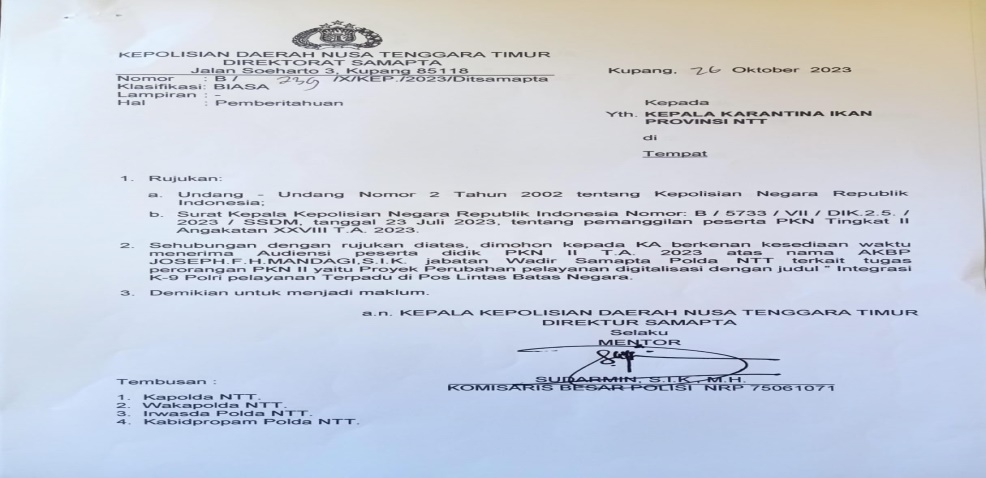 KEPOLISIAN DAERAH NUSA TENGGARA TIMUR
DIREKTORAT SAMAPTA
Jalan Soeharto 3, Kupang 85118
Nomor : B / 239 /X/KEP./2023/Ditsamapta
Klasifikasi: BIASA
Lampiran : -
Hal : Pemberitahuan
Kupang, 26 Oktober 2023
Kepada
Yth. KEPALA KARANTINA IKAN
PROVINSI NTT
di
Tempat
1. Rujukan:
a. Undang - Undang Nomor 2 Tahun 2002 tentang Kepolisian Negara Republik
Indonesia;
b. Surat Kepala Kepolisian Negara Republik Indonesia Nomor: B / 5733 / VII / DIK.2.5. /
2023 / SSDM, tanggal 23 Juli 2023, tentang pemanggilan peserta PKN Tingkat II
Angakatan XXVIII T.A. 2023.
2. Sehubungan dengan rujukan diatas, dimohon kepada KA berkenan kesediaan waktu
menerima Audiensi peserta didik PKN II T.A. 2023 atas nama AKBP
JOSEPH.F.H.MANDAGI,S.I.K. jabatan Wadir Samapta Polda NTT terkait tugas
perorangan PKN II yaitu Proyek Perubahan pelayanan digitalisasi dengan judul " Integrasi
K-9 Polri pelayanan Terpadu di Pos Lintas Batas Negara.
3. Demikian untuk menjadi maklum.
a.n. KEPALA KEPOLISIAN DAERAH NUSA TENGGARA TIMUR
DIREKTUR SAMAPTA
Selaku
MENTOR
SUDARMIN, S.I.K., M.H.
KOMISARIS BESAR POLISI NRP 75061071
Tembusan :
1. Kapolda NTT.
2. Wakapolda NTT.
3. Irwasda Polda NTT.
4. Kabidpropam Polda NTT.